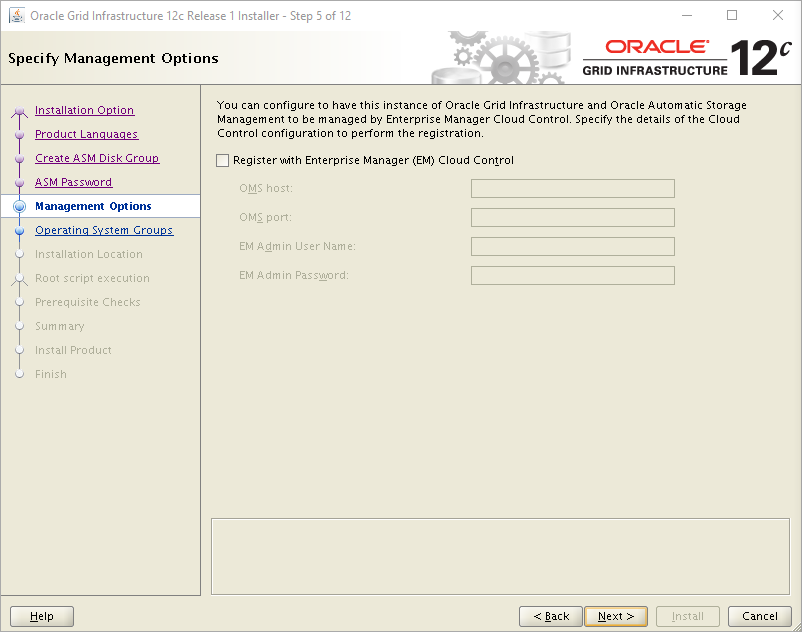 Oracle Grid Infrastructure 12c Release 1 Installer - Step 5 of 12
Specify Management Options
ORACLE®
GRID INFRASTRUCTURE
12c
Installation Option
Product Languages
Create ASM Disk Group
ASM Password
Management Options
Operating System Groups
Installation Location
Root script execution
Prerequisite Checks
Summary
Install Product
Finish
You can configure to have this instance of Oracle Grid Infrastructure and Oracle Automatic Storage
Management to be managed by Enterprise Manager Cloud Control. Specify the details of the Cloud
Control configuration to perform the registration.
Register with Enterprise Manager (EM) Cloud Control
OMS host:
OMS port:
EM Admin User Name:
EM Admin Password:
Help
< Back
Next >
Install
Cancel